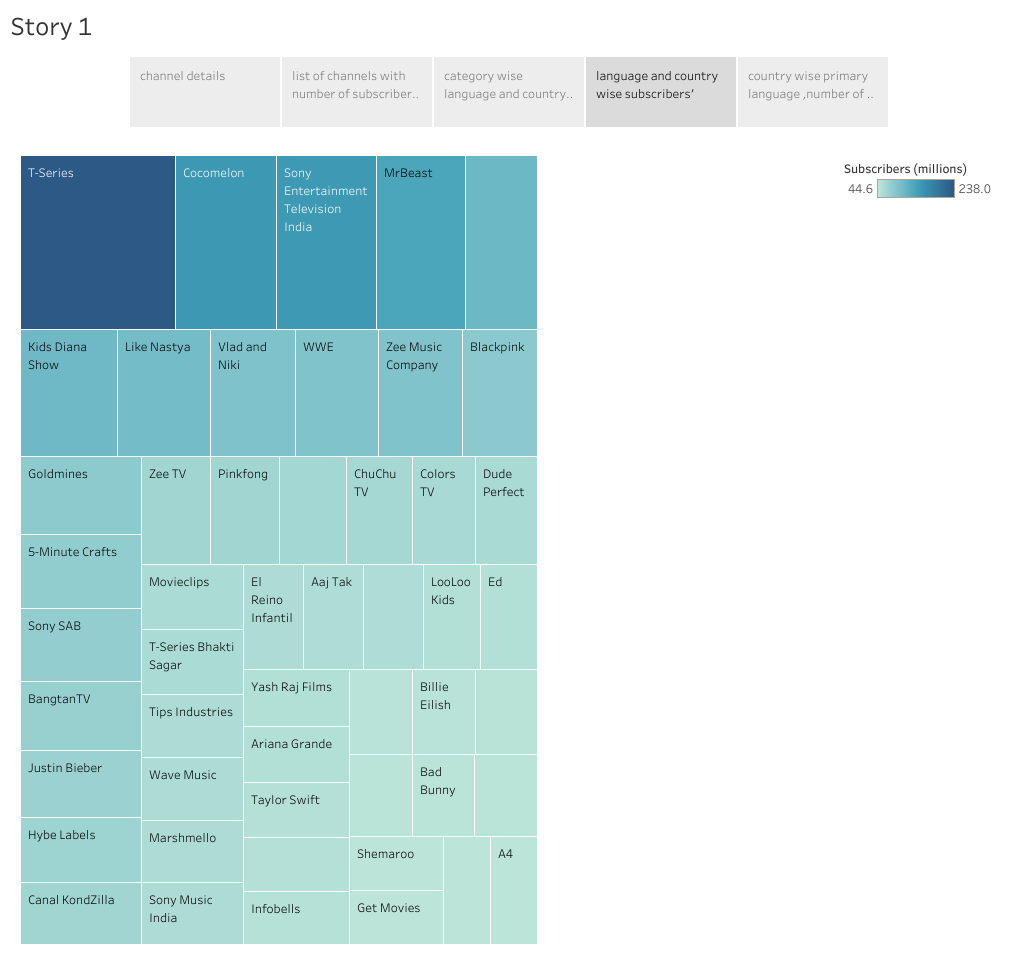 Story 1
channel details
list of channels with
number of subscriber..
category wise
language and country..
language and country
wise subscribers'
country wise primary
language ,number of ..
Subscribers (millions)
44.6
238.0
T-Series
Cocomelon
Sony
Entertainment
Television
India
MrBeast
Kids Diana
Show
Like Nastya
Vlad and
Niki
WWE
Zee Music
Company
Blackpink
Goldmines
5-Minute Crafts
Sony SAB
BangtanTV
Justin Bieber
Hybe Labels
Canal KondZilla
Zee TV
Pinkfong
ChuChu
TV
Colors
TV
Dude
Perfect
Movieclips
T-Series Bhakti
Sagar
Tips Industries
Wave Music
Marshmello
Sony Music
India
El
Reino
Infantil
Aaj Tak
LooLoo
Kids
Ed
Yash Raj Films
Ariana Grande
Taylor Swift
Infobells
Billie
Eilish
Bad
Bunny
Shemaroo
Get Movies
A4